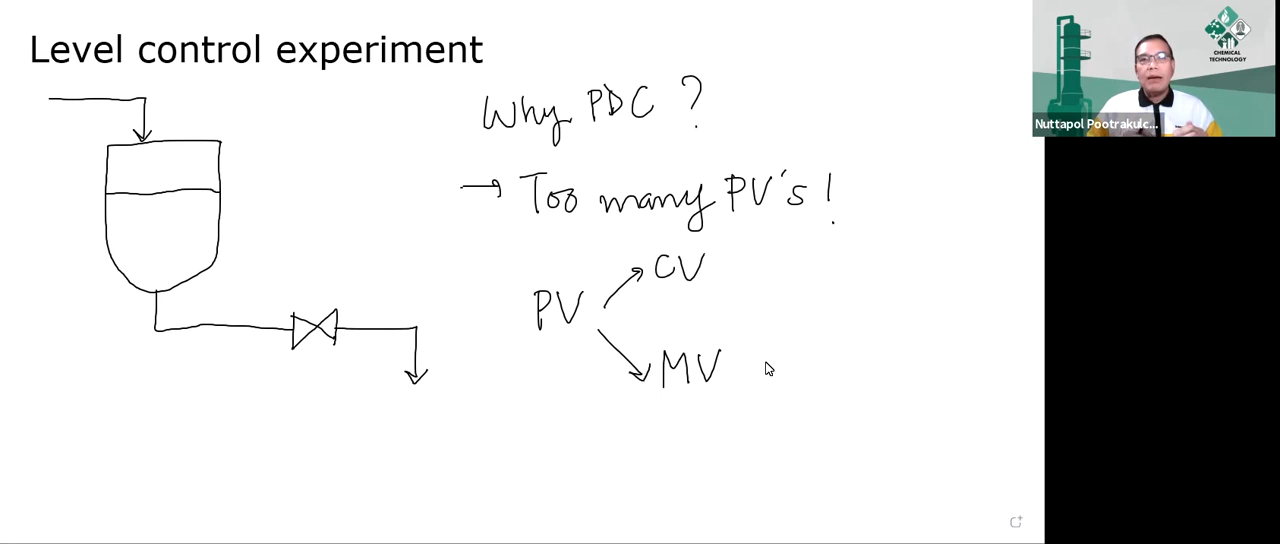 Level control experiment
Why PDC ?
→ Too many PV's !
PV
CV
MV
CHEMICAL
TECHNOLOGY
Nuttapol Pootrakulc...